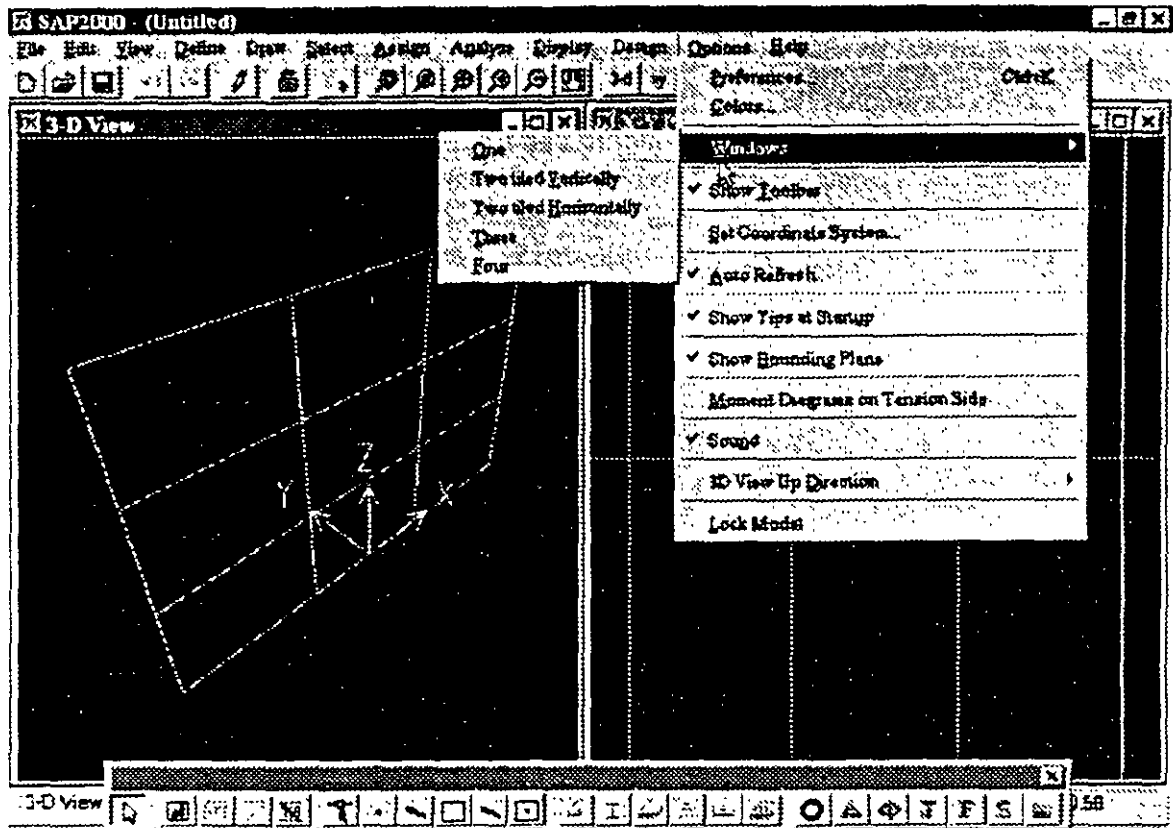 SAP2000 - (Untitled)
File Edit View Define Draw Select Assign Analyze Display Design Options Help
3-d xy
Preferences...
Colors...
3-D View
Windows
One
Two tiled Vertically
Two tiled Horizontally
Three
Four
Show Toolbar
Set Coordinate System...
Auto Refresh
Show Tips at Startup
Show Bounding Plane
Moment Diagrams on Tension Side
Sound
3D View Up Direction
Lock Model
Z
Y
X
3-D View